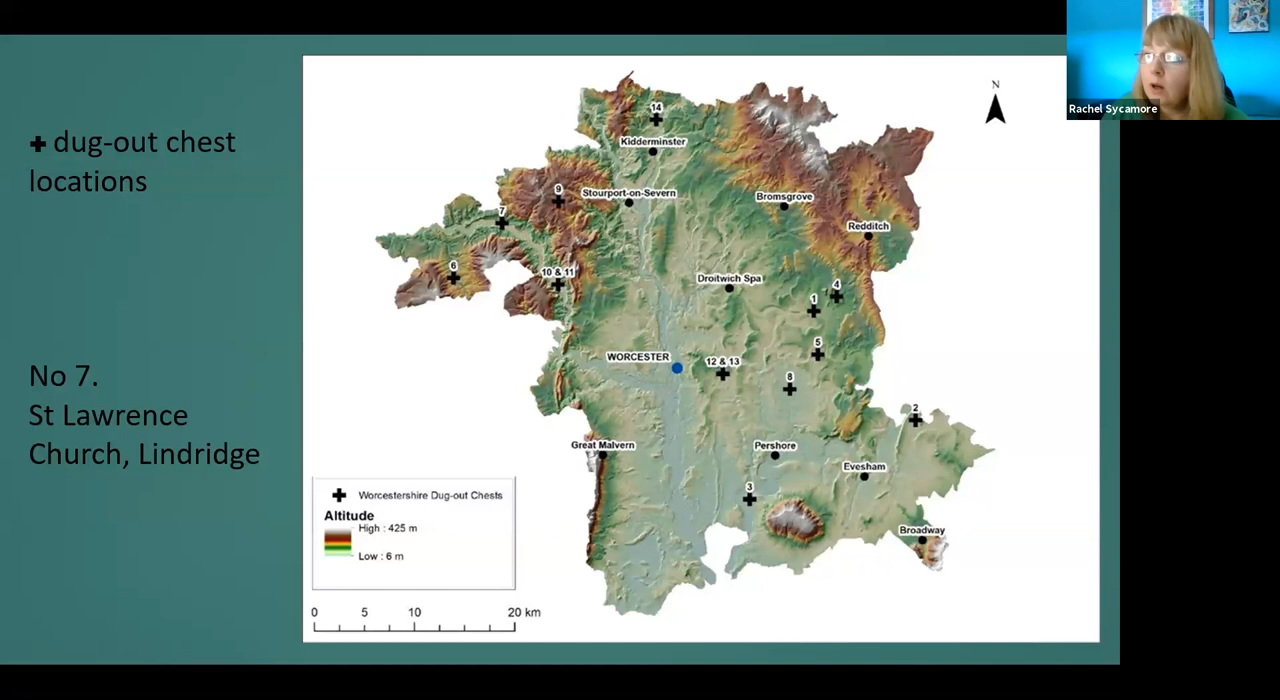 Rachel Sycamore
✚ dug-out chest
locations
No 7.
St Lawrence
Church, Lindridge
N
14
Kidderminster
9
Stourport-on-Severn
Bromsgrove
7
Redditch
6
10 & 11
Droitwich Spa
4
1
5
WORCESTER
12 & 13
8
2
Great Malvern
Pershore
Evesham
3
Broadway
Worcestershire Dug-out Chests
Altitude
High : 425 m
Low : 6 m
0 5 10 20 km